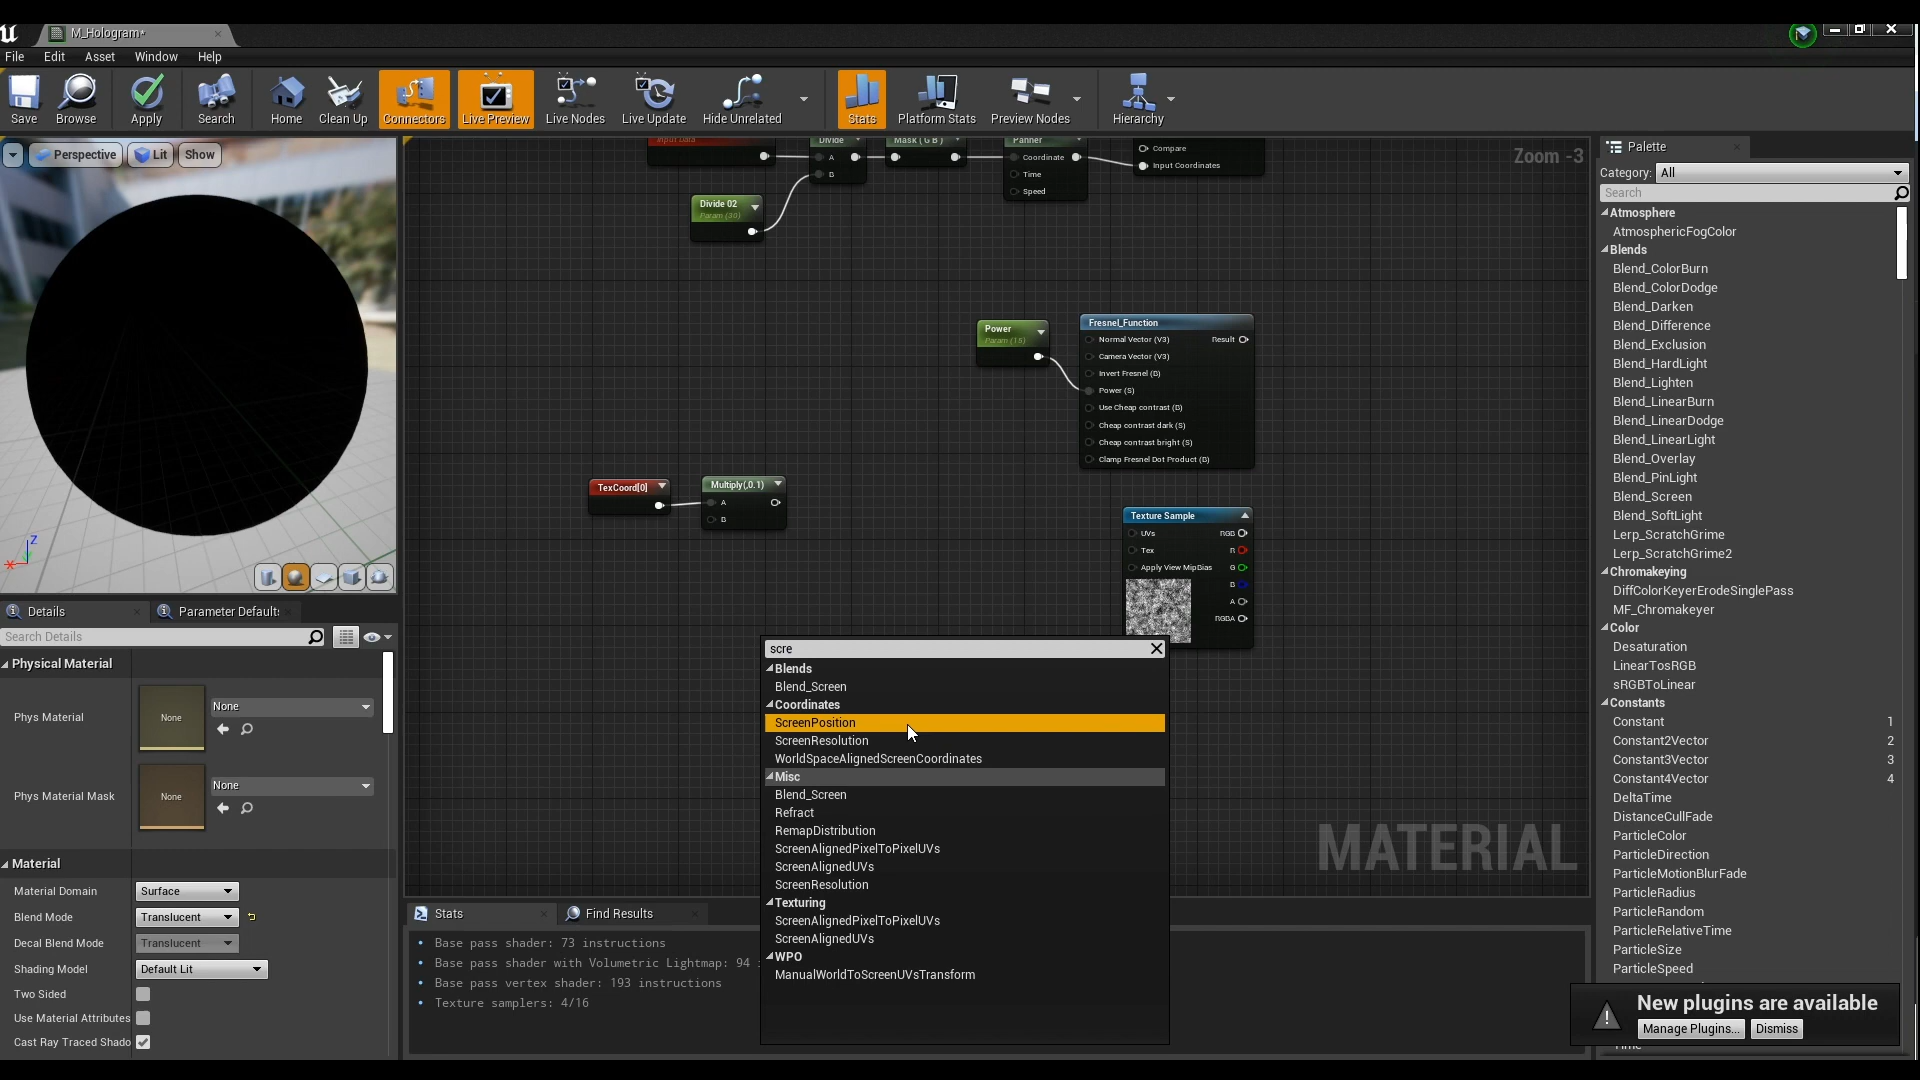 M_Hologram*
File Edit Asset Window Help
Save Browse Apply Search Home Clean Up Connectors Live Preview Live Nodes Live Update Hide Unrelated Stats Platform Stats Preview Nodes Hierarchy
Perspective Lit Show
Zoom -3
Input Data
Divide
A
B
Mask ( G B )
Panner
Coordinate
Time
Speed
Compare
Input Coordinates
Divide 02
Param (30)
Power
Param (15)
Fresnel_Function
Normal Vector (V3) Result
Camera Vector (V3)
Invert Fresnel (B)
Power (S)
Use Cheap contrast (B)
Cheap contrast dark (S)
Cheap contrast bright (S)
Clamp Fresnel Dot Product (B)
TexCoord[0]
Multiply(,0.1)
A
B
Texture Sample
UVs RGB
Tex R
Apply View MipBias G
B
A
RGBA
MATERIAL
scre
Blends
Blend_Screen
Coordinates
ScreenPosition
ScreenResolution
WorldSpaceAlignedScreenCoordinates
Misc
Blend_Screen
Refract
RemapDistribution
ScreenAlignedPixelToPixelUVs
ScreenAlignedUVs
ScreenResolution
Texturing
ScreenAlignedPixelToPixelUVs
ScreenAlignedUVs
WPO
ManualWorldToScreenUVsTransform
Z
X
Details Parameter Default
Search Details
Physical Material
Phys Material None None
Phys Material Mask None None
Material
Material Domain Surface
Blend Mode Translucent
Decal Blend Mode Translucent
Shading Model Default Lit
Two Sided
Use Material Attributes
Cast Ray Traced Shado
Stats Find Results
Base pass shader: 73 instructions
Base pass shader with Volumetric Lightmap: 94
Base pass vertex shader: 193 instructions
Texture samplers: 4/16
Palette
Category: All
Search
Atmosphere
AtmosphericFogColor
Blends
Blend_ColorBurn
Blend_ColorDodge
Blend_Darken
Blend_Difference
Blend_Exclusion
Blend_HardLight
Blend_Lighten
Blend_LinearBurn
Blend_LinearDodge
Blend_LinearLight
Blend_Overlay
Blend_PinLight
Blend_Screen
Blend_SoftLight
Lerp_ScratchGrime
Lerp_ScratchGrime2
Chromakeying
DiffColorKeyerErodeSinglePass
MF_Chromakeyer
Color
Desaturation
LinearTosRGB
sRGBToLinear
Constants
Constant 1
Constant2Vector 2
Constant3Vector 3
Constant4Vector 4
DeltaTime
DistanceCullFade
ParticleColor
ParticleDirection
ParticleMotionBlurFade
ParticleRadius
ParticleRandom
ParticleRelativeTime
ParticleSize
ParticleSpeed
Time
New plugins are available
Manage Plugins... Dismiss